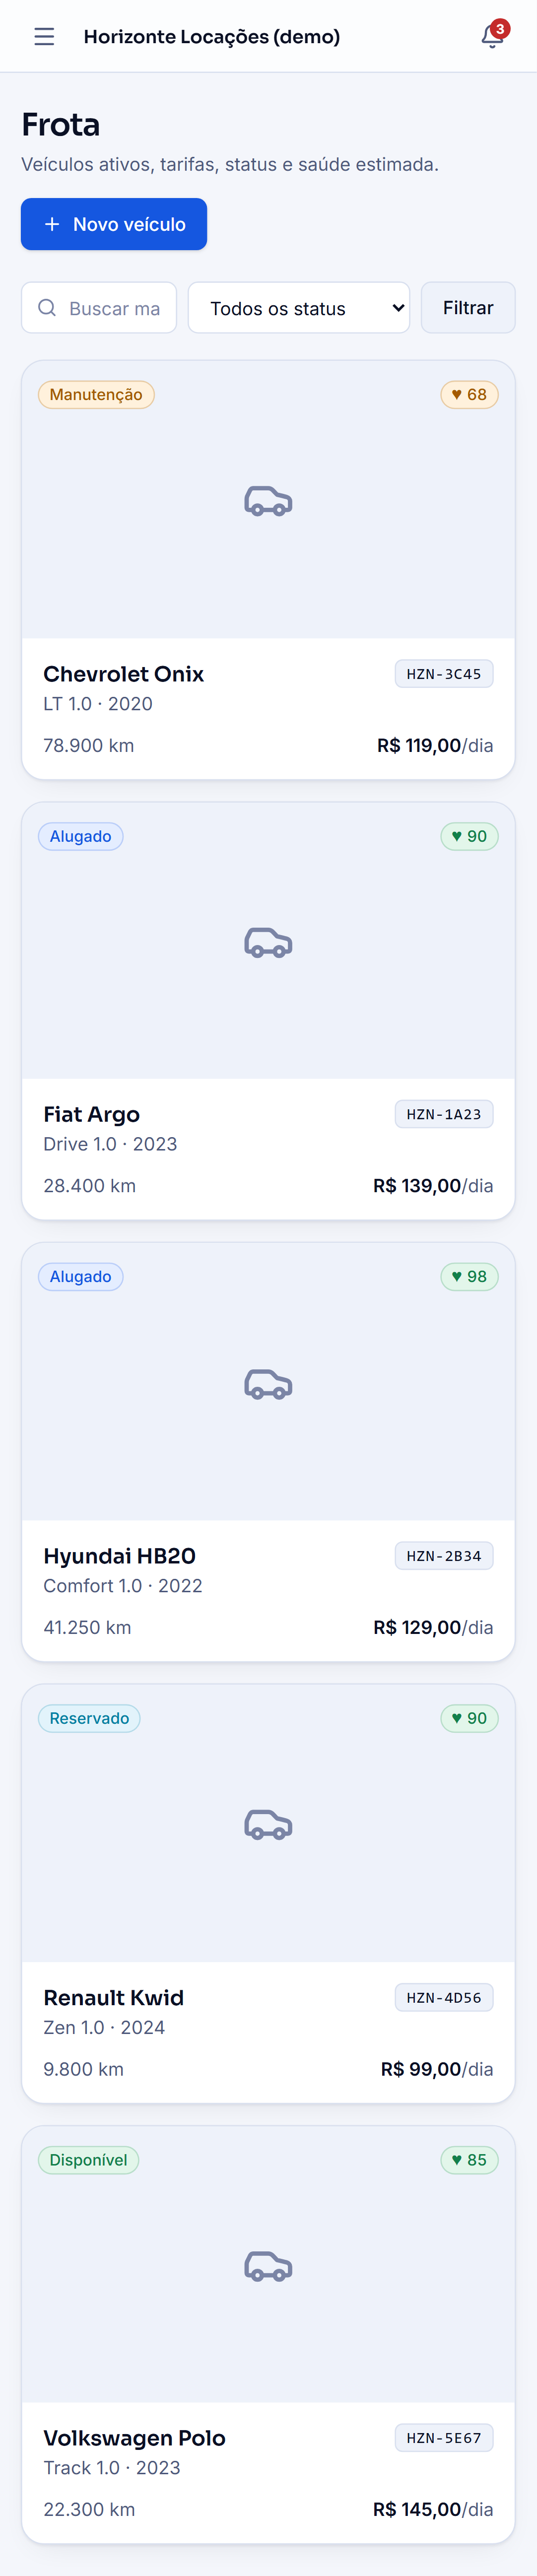 Horizonte Locações (demo)
3
Frota
Veículos ativos, tarifas, status e saúde estimada.
+ Novo veículo
Buscar ma
Todos os status
Filtrar
Manutenção
♥ 68
Chevrolet Onix
HZN-3C45
LT 1.0 · 2020
78.900 km
R$ 119,00/dia
Alugado
♥ 90
Fiat Argo
HZN-1A23
Drive 1.0 · 2023
28.400 km
R$ 139,00/dia
Alugado
♥ 98
Hyundai HB20
HZN-2B34
Comfort 1.0 · 2022
41.250 km
R$ 129,00/dia
Reservado
♥ 90
Renault Kwid
HZN-4D56
Zen 1.0 · 2024
9.800 km
R$ 99,00/dia
Disponível
♥ 85
Volkswagen Polo
HZN-5E67
Track 1.0 · 2023
22.300 km
R$ 145,00/dia